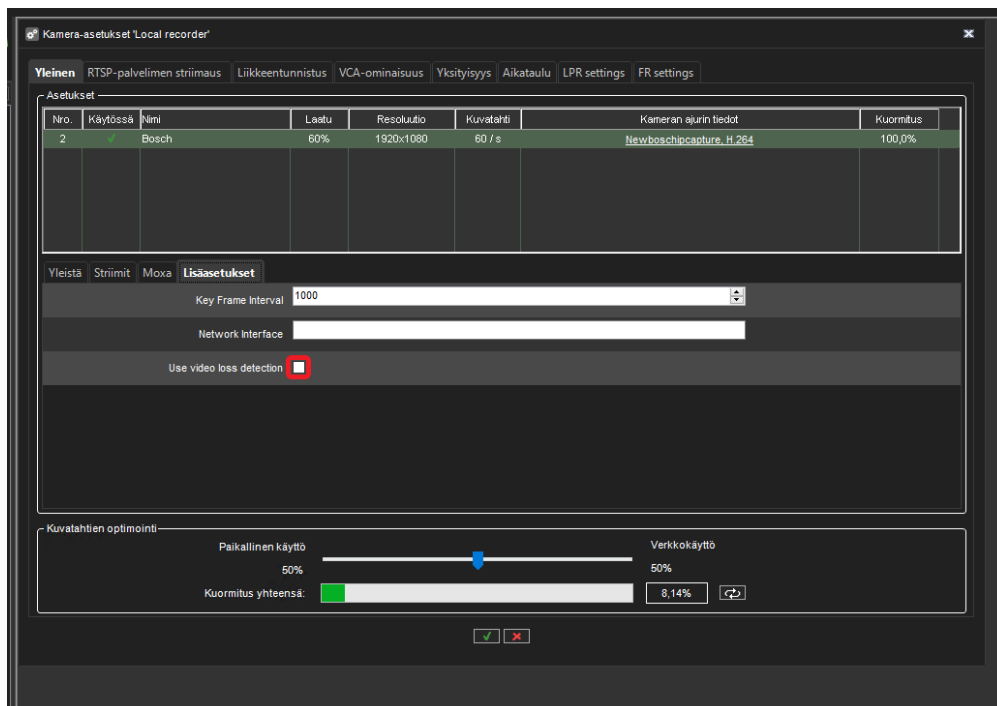 Kamera-asetukset 'Local recorder'
Yleinen RTSP-palvelimen striimaus Liikkeentunnistus VCA-ominaisuus Yksityisyys Aikataulu LPR settings FR settings
Asetukset
Nro. Käytössä Nimi Laatu Resoluutio Kuvatahti Kameran ajurin tiedot Kuormitus
2 Bosch 60% 1920x1080 60 / s Newboschipcapture, H.264 100,0%
Yleistä Striimit Moxa Lisäasetukset
Key Frame Interval 1000
Network Interface
Use video loss detection
Kuvatahtien optimointi
Paikallinen käyttö Verkkokäyttö
50% 50%
Kuormitus yhteensä: 8,14%